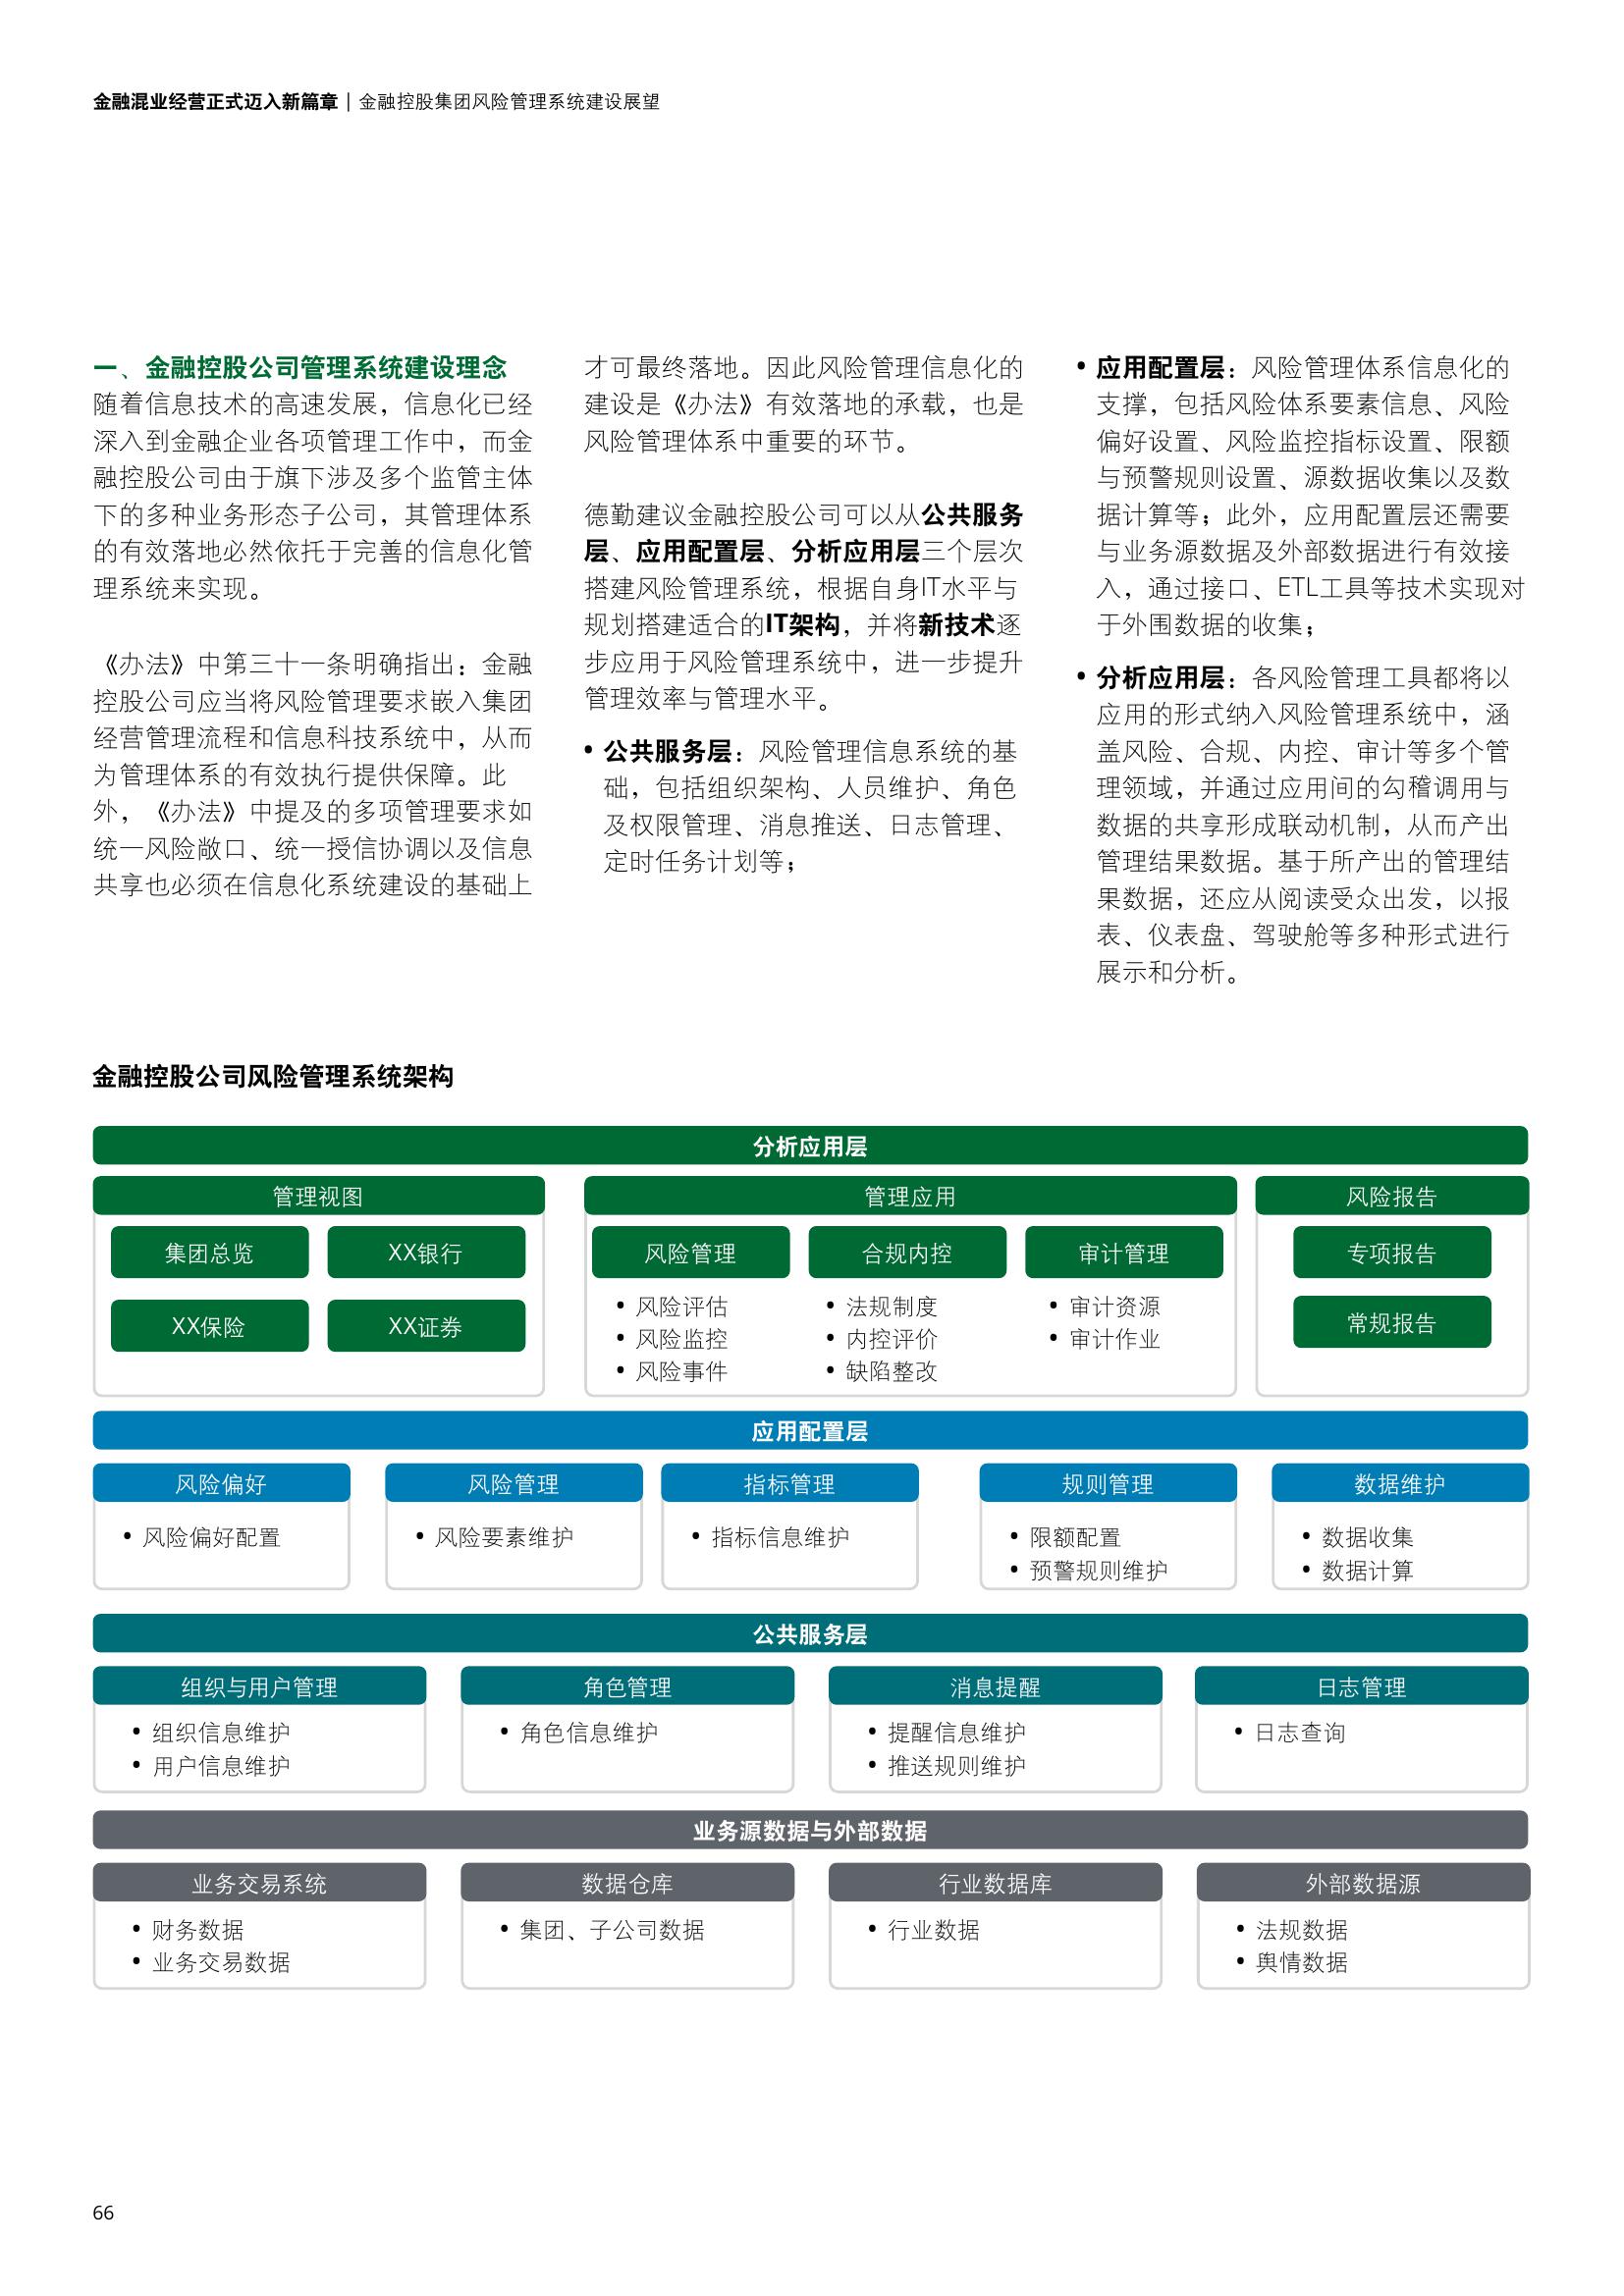 金融混业经营正式迈入新篇章 | 金融控股集团风险管理系统建设展望
一、金融控股公司管理系统建设理念
随着信息技术的高速发展，信息化已经
深入到金融企业各项管理工作中，而金
融控股公司由于旗下涉及多个监管主体
下的多种业务形态子公司，其管理体系
的有效落地必然依托于完善的信息化管
理系统来实现。
《办法》中第三十一条明确指出：金融
控股公司应当将风险管理要求嵌入集团
经营管理流程和信息科技系统中，从而
为管理体系的有效执行提供保障。此
外，《办法》中提及的多项管理要求如
统一风险敞口、统一授信协调以及信息
共享也必须在信息化系统建设的基础上
才可最终落地。因此风险管理信息化的
建设是《办法》有效落地的承载，也是
风险管理体系中重要的环节。
德勤建议金融控股公司可以从公共服务
层、应用配置层、分析应用层三个层次
搭建风险管理系统，根据自身IT水平与
规划搭建适合的IT架构，并将新技术逐
步应用于风险管理系统中，进一步提升
管理效率与管理水平。
• 公共服务层：风险管理信息系统的基
础，包括组织架构、人员维护、角色
及权限管理、消息推送、日志管理、
定时任务计划等；
• 应用配置层：风险管理体系信息化的
支撑，包括风险体系要素信息、风险
偏好设置、风险监控指标设置、限额
与预警规则设置、源数据收集以及数
据计算等；此外，应用配置层还需要
与业务源数据及外部数据进行有效接
入，通过接口、ETL工具等技术实现对
于外围数据的收集；
• 分析应用层：各风险管理工具都将以
应用的形式纳入风险管理系统中，涵
盖风险、合规、内控、审计等多个管
理领域，并通过应用间的勾稽调用与
数据的共享形成联动机制，从而产出
管理结果数据。基于所产出的管理结
果数据，还应从阅读受众出发，以报
表、仪表盘、驾驶舱等多种形式进行
展示和分析。
金融控股公司风险管理系统架构
分析应用层
管理视图
集团总览
XX银行
XX保险
XX证券
管理应用
风险管理
• 风险评估
• 风险监控
• 风险事件
合规内控
• 法规制度
• 内控评价
• 缺陷整改
审计管理
• 审计资源
• 审计作业
风险报告
专项报告
常规报告
应用配置层
风险偏好
• 风险偏好配置
风险管理
• 风险要素维护
指标管理
• 指标信息维护
规则管理
• 限额配置
• 预警规则维护
数据维护
• 数据收集
• 数据计算
公共服务层
组织与用户管理
• 组织信息维护
• 用户信息维护
角色管理
• 角色信息维护
消息提醒
• 提醒信息维护
• 推送规则维护
日志管理
• 日志查询
业务源数据与外部数据
业务交易系统
• 财务数据
• 业务交易数据
数据仓库
• 集团、子公司数据
行业数据库
• 行业数据
外部数据源
• 法规数据
• 舆情数据
66